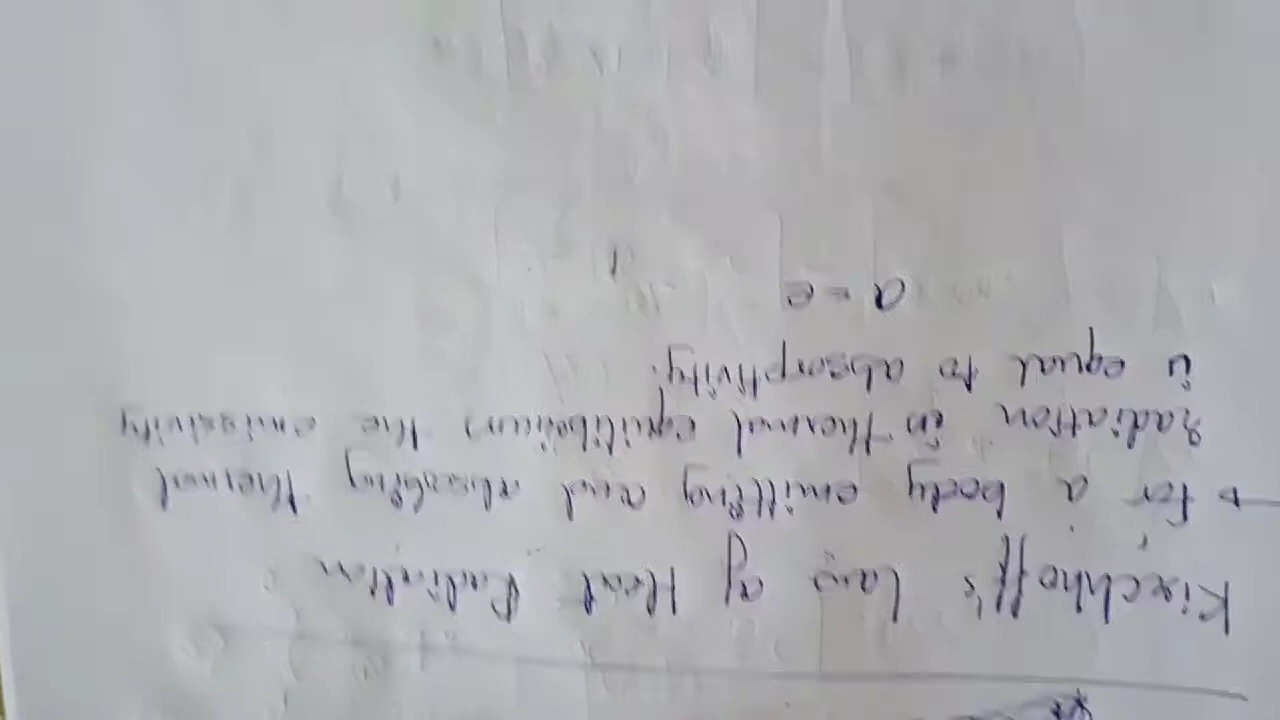 Kirchhoff's Law of Heat Radiation
→ for a body emitting and absorbing thermal
radiation in thermal equilibrium the emissivity
is equal to absorptivity.
a = e